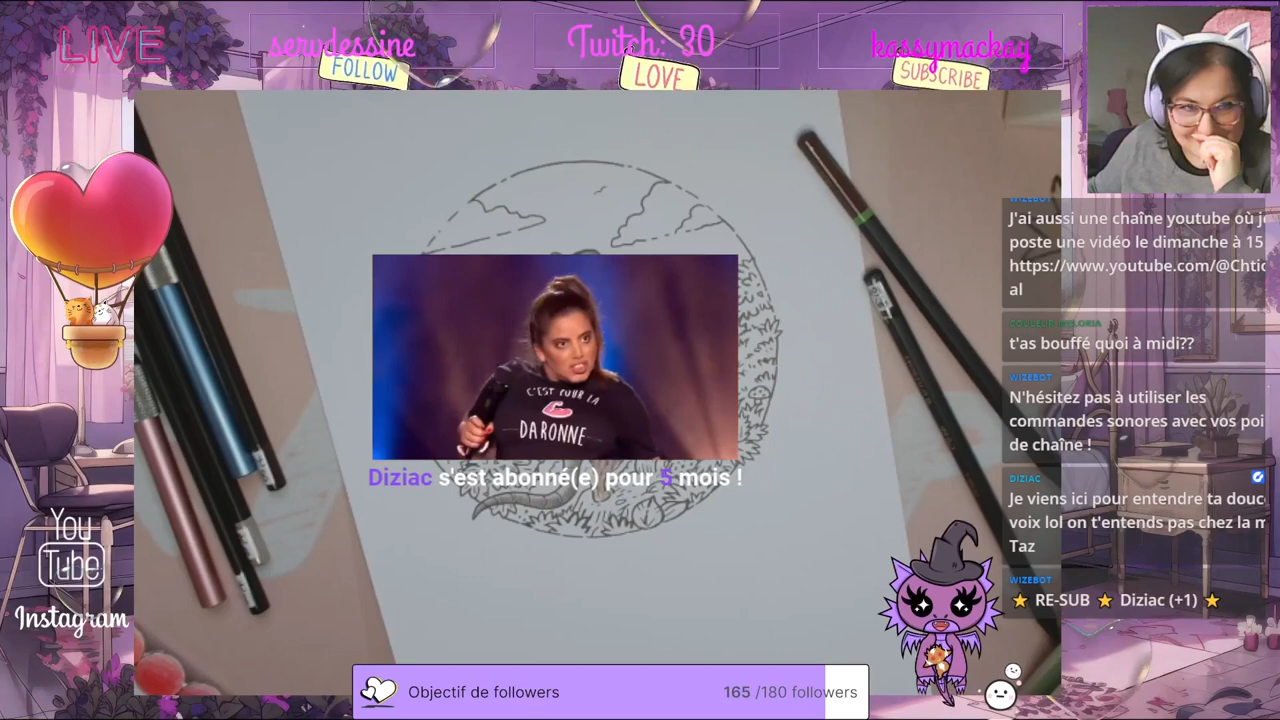 LIVE
servdessine
Twitch: 30
kassymackay
FOLLOW
LOVE
SUBSCRIBE
WIZEBOT
J'ai aussi une chaîne youtube où je
poste une vidéo le dimanche à 15
https://www.youtube.com/@Chtic
al
t'as bouffé quoi à midi??
WIZEBOT
N'hésitez pas à utiliser les
commandes sonores avec vos poi
de chaîne !
DIZIAC
Je viens ici pour entendre ta douc
voix lol on t'entends pas chez la m
Taz
WIZEBOT
RE-SUB Diziac (+1)
C'EST POUR LA
DARONNE
Diziac s'est abonné(e) pour 5 mois !
You
Tube
Instagram
Objectif de followers
165 /180 followers